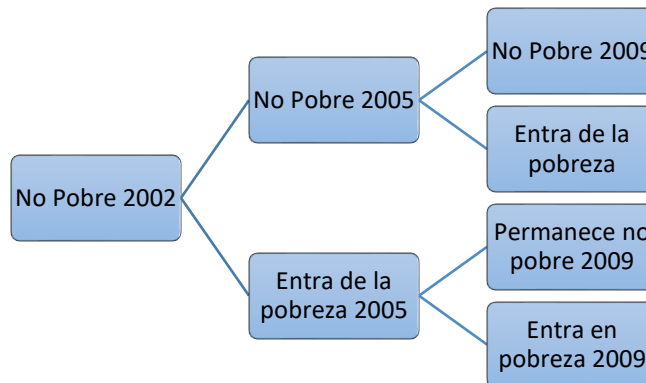 No Pobre 2009
No Pobre 2005
Entra de la
pobreza
No Pobre 2002
Permanece no
pobre 2009
Entra de la
pobreza 2005
Entra en
pobreza 2009